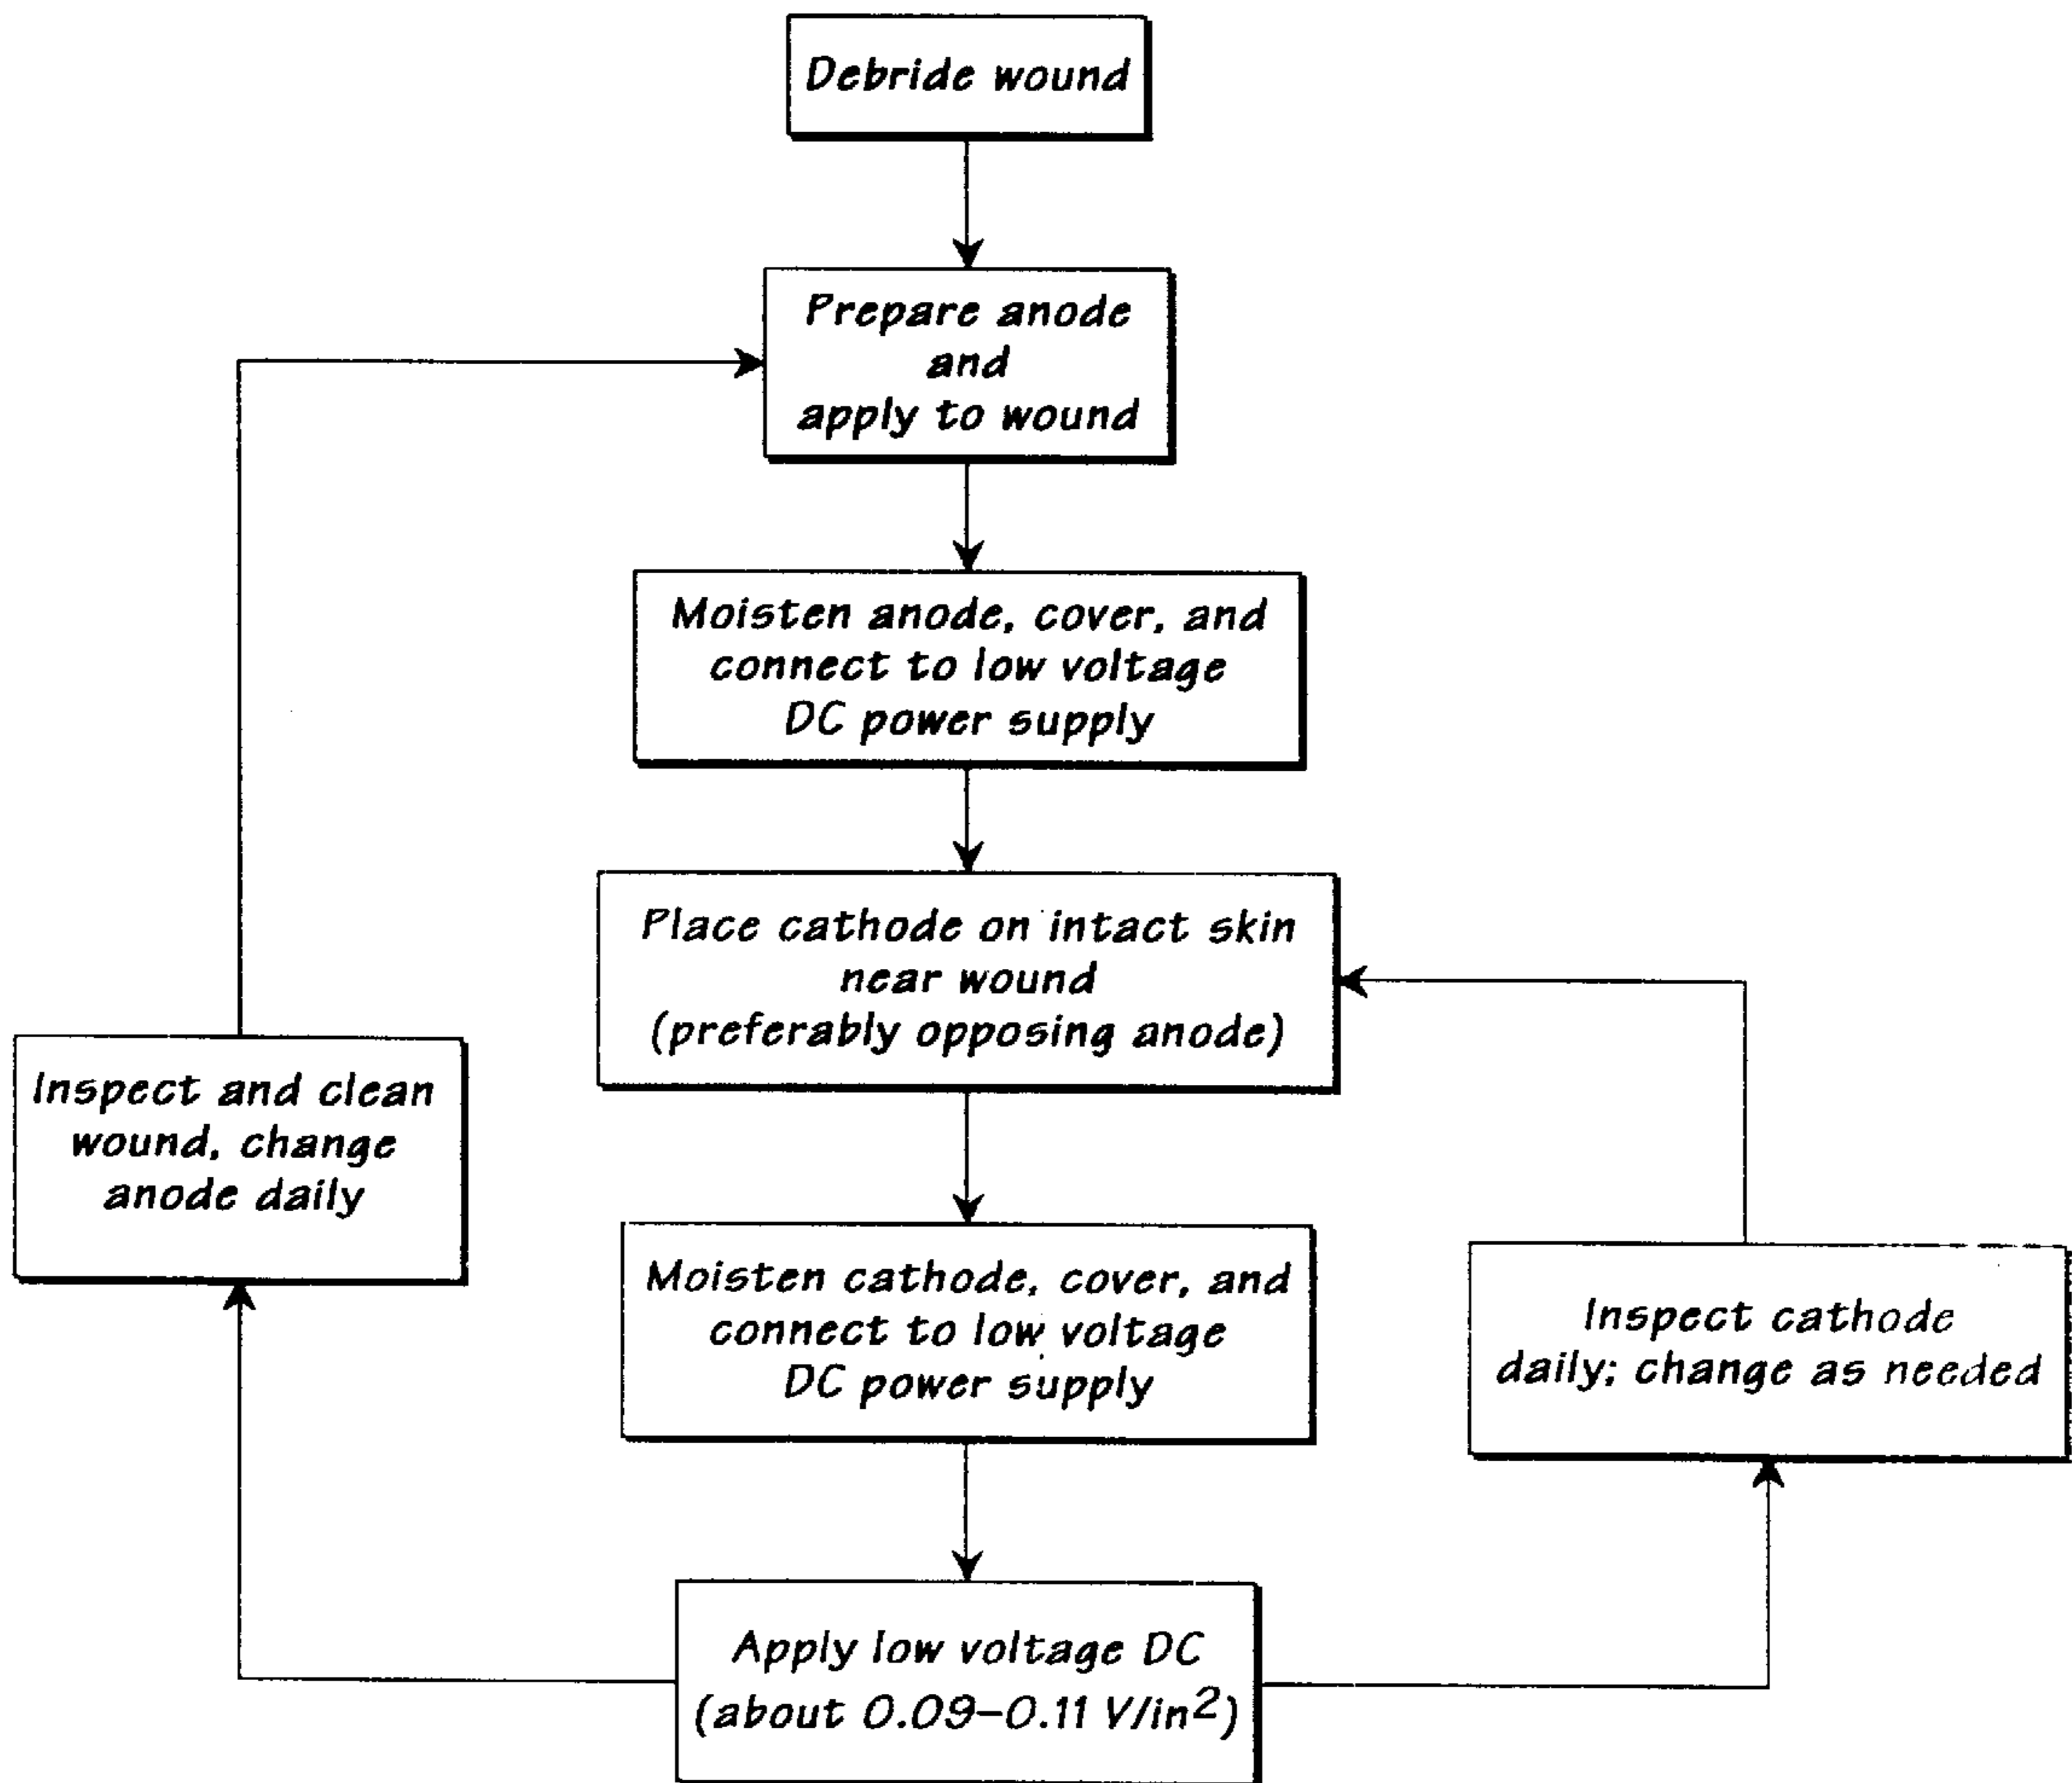 Debride wound
Prepare anode
and
apply to wound
Moisten anode, cover, and
connect to low voltage
DC power supply
Place cathode on intact skin
near wound
(preferably opposing anode)
Inspect and clean
wound, change
anode daily
Moisten cathode, cover, and
connect to low voltage
DC power supply
Inspect cathode
daily; change as needed
Apply low voltage DC
(about 0.09–0.11 V/in²)